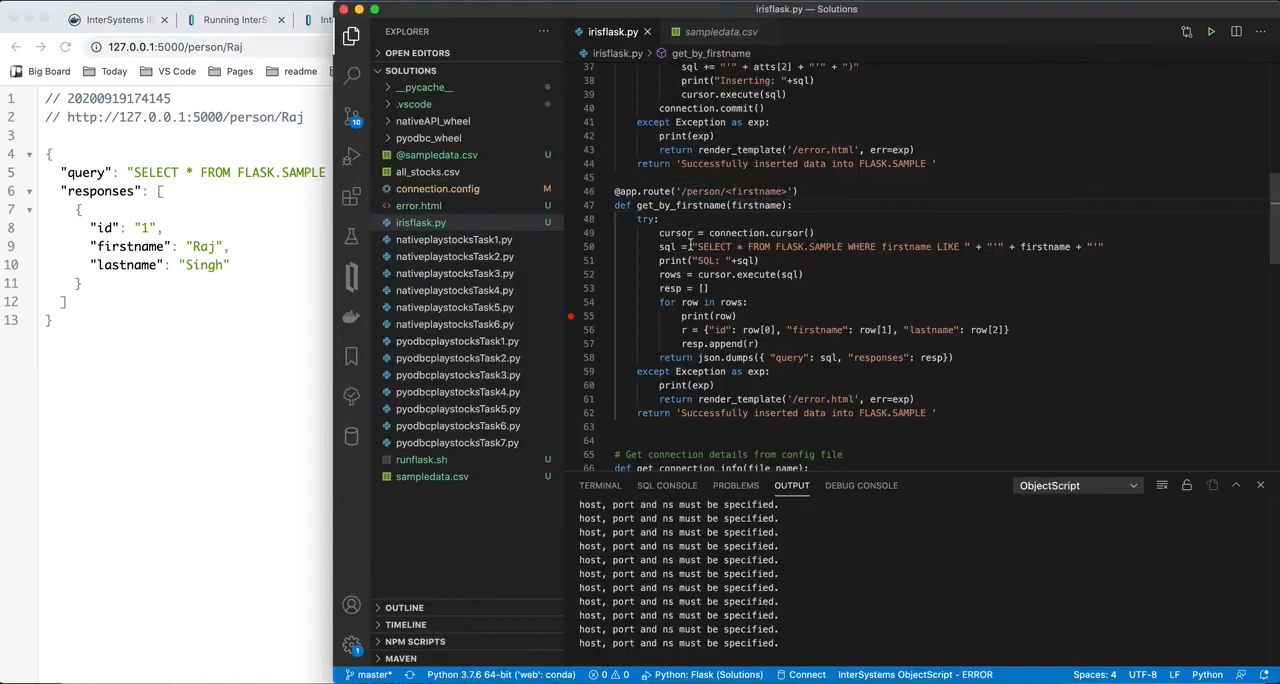 irisflask.py — Solutions
InterSystems IR
Running InterS
Int
127.0.0.1:5000/person/Raj
Big Board
Today
VS Code
Pages
readme
1 // 20200919174145
2 // http://127.0.0.1:5000/person/Raj
3
4 {
5 "query": "SELECT * FROM FLASK.SAMPLE
6 "responses": [
7 {
8 "id": "1",
9 "firstname": "Raj",
10 "lastname": "Singh"
11 }
12 ]
13 }
EXPLORER
OPEN EDITORS
SOLUTIONS
__pycache__
.vscode
nativeAPI_wheel
pyodbc_wheel
@sampledata.csv U
all_stocks.csv
connection.config M
error.html U
irisflask.py U
nativeplaystocksTask1.py
nativeplaystocksTask2.py
nativeplaystocksTask3.py
nativeplaystocksTask4.py
nativeplaystocksTask5.py
nativeplaystocksTask6.py
pyodbcplaystocksTask1.py
pyodbcplaystocksTask2.py
pyodbcplaystocksTask3.py
pyodbcplaystocksTask4.py
pyodbcplaystocksTask5.py
pyodbcplaystocksTask6.py
pyodbcplaystocksTask7.py
runflask.sh U
sampledata.csv U
OUTLINE
TIMELINE
NPM SCRIPTS
MAVEN
10
1
irisflask.py
sampledata.csv
irisflask.py > get_by_firstname
37 sql += "'" + atts[2] + "'" + ")"
38 print("Inserting: "+sql)
39 cursor.execute(sql)
40 connection.commit()
41 except Exception as exp:
42 print(exp)
43 return render_template('/error.html', err=exp)
44 return 'Successfully inserted data into FLASK.SAMPLE '
45
46 @app.route('/person/<firstname>')
47 def get_by_firstname(firstname):
48 try:
49 cursor = connection.cursor()
50 sql = "SELECT * FROM FLASK.SAMPLE WHERE firstname LIKE " + "'" + firstname + "'"
51 print("SQL: "+sql)
52 rows = cursor.execute(sql)
53 resp = []
54 for row in rows:
55 print(row)
56 r = {"id": row[0], "firstname": row[1], "lastname": row[2]}
57 resp.append(r)
58 return json.dumps({ "query": sql, "responses": resp})
59 except Exception as exp:
60 print(exp)
61 return render_template('/error.html', err=exp)
62 return 'Successfully inserted data into FLASK.SAMPLE '
63
64
65 # Get connection details from config file
66 def get_connection_info(file_name):
TERMINAL SQL CONSOLE PROBLEMS OUTPUT DEBUG CONSOLE ObjectScript
host, port and ns must be specified.
host, port and ns must be specified.
host, port and ns must be specified.
host, port and ns must be specified.
host, port and ns must be specified.
host, port and ns must be specified.
host, port and ns must be specified.
host, port and ns must be specified.
host, port and ns must be specified.
host, port and ns must be specified.
host, port and ns must be specified.
master* Python 3.7.6 64-bit ('web': conda) 0 0 Python: Flask (Solutions) Connect InterSystems ObjectScript - ERROR Spaces: 4 UTF-8 LF Python